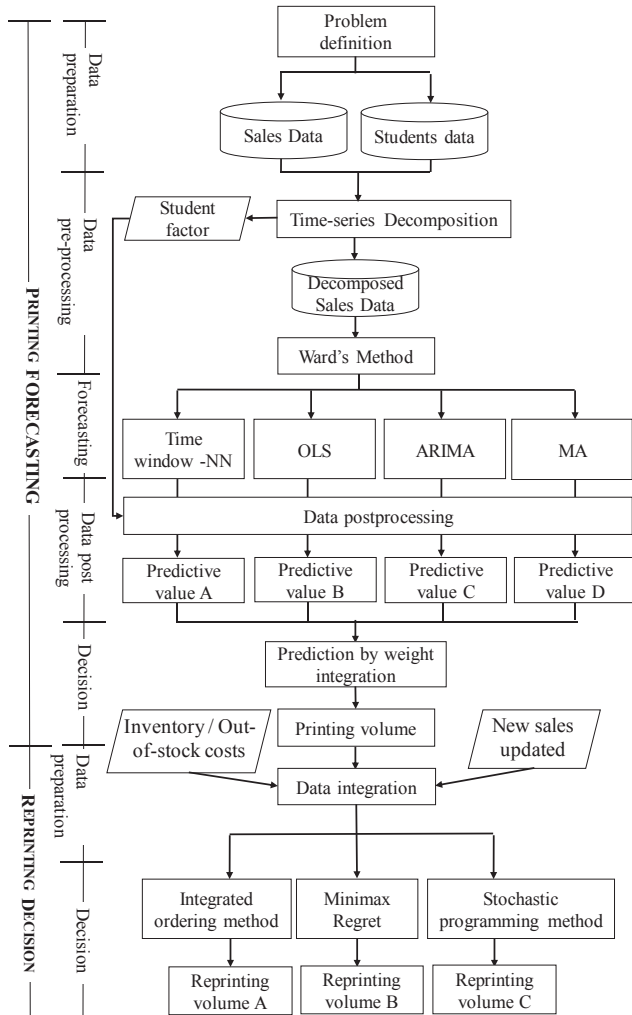 Problem
definition
Sales Data
Students data
Student
factor
Time-series Decomposition
Decomposed
Sales Data
Ward's Method
Time
window -NN
OLS
ARIMA
MA
Data postprocessing
Predictive
value A
Predictive
value B
Predictive
value C
Predictive
value D
Prediction by weight
integration
Inventory / Out-
of-stock costs
Printing volume
New sales
updated
Data integration
Integrated
ordering method
Minimax
Regret
Stochastic
programming method
Reprinting
volume A
Reprinting
volume B
Reprinting
volume C
PRINTING FORECASTING
Data
preparation
Data
pre-processing
Forecasting
Data post
processing
Decision
REPRINTING DECISION
Data
preparation
Decision